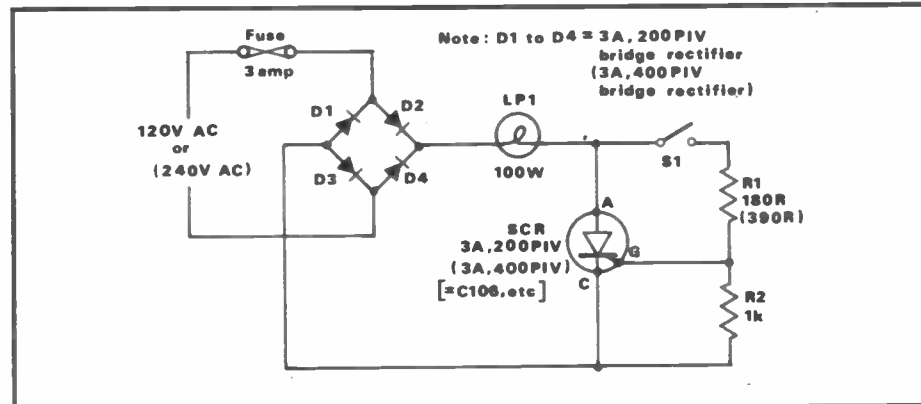 Fuse
3amp
Note: D1 to D4 = 3A, 200PIV
bridge rectifier
(3A, 400PIV
bridge rectifier)
D1
D2
LP1
120V AC
or
(240V AC)
D3
D4
100W
S1
R1
180R
(390R)
A
SCR
3A, 200PIV
(3A, 400PIV)
[=C106, etc]
G
C
R2
1k